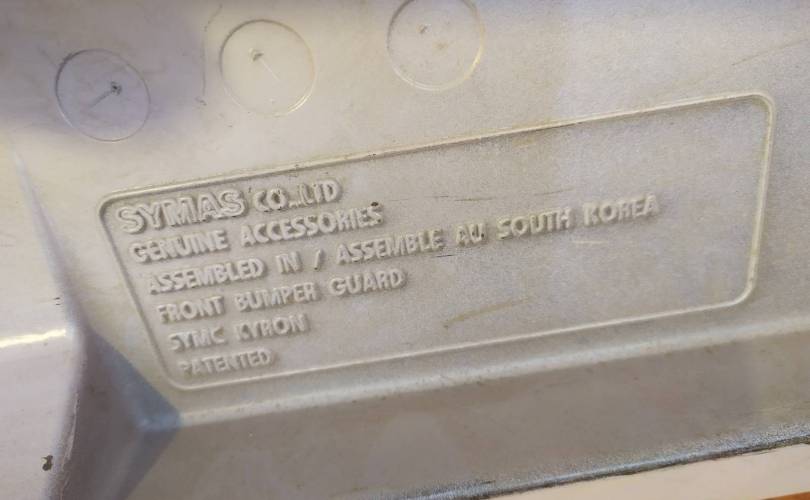 SYMAS CO.,LTD
GENUINE ACCESSORIES
ASSEMBLED IN / ASSEMBLE AU SOUTH KOREA
FRONT BUMPER GUARD
SYMC KYRON
PATENTED